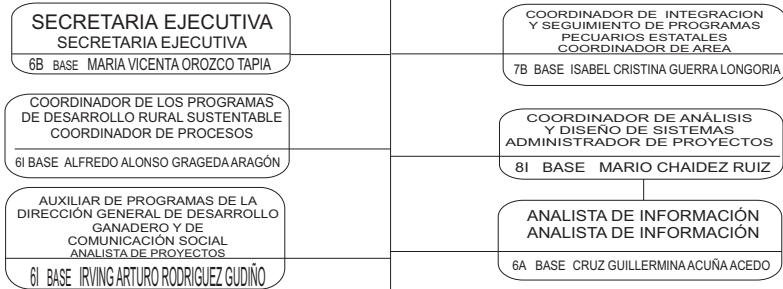 SECRETARIA EJECUTIVA
SECRETARIA EJECUTIVA
6B BASE MARIA VICENTA OROZCO TAPIA
COORDINADOR DE LOS PROGRAMAS
DE DESARROLLO RURAL SUSTENTABLE
COORDINADOR DE PROCESOS
6I BASE ALFREDO ALONSO GRAGEDA ARAGÓN
AUXILIAR DE PROGRAMAS DE LA
DIRECCIÓN GENERAL DE DESARROLLO
GANADERO Y DE
COMUNICACIÓN SOCIAL
ANALISTA DE PROYECTOS
6I BASE IRVING ARTURO RODRIGUEZ GUDIÑO
COORDINADOR DE INTEGRACION
Y SEGUIMIENTO DE PROGRAMAS
PECUARIOS ESTATALES
COORDINADOR DE AREA
7B BASE ISABEL CRISTINA GUERRA LONGORIA
COORDINADOR DE ANÁLISIS
Y DISEÑO DE SISTEMAS
ADMINISTRADOR DE PROYECTOS
8I BASE MARIO CHAIDEZ RUIZ
ANALISTA DE INFORMACIÓN
ANALISTA DE INFORMACIÓN
6A BASE CRUZ GUILLERMINA ACUÑA ACEDO